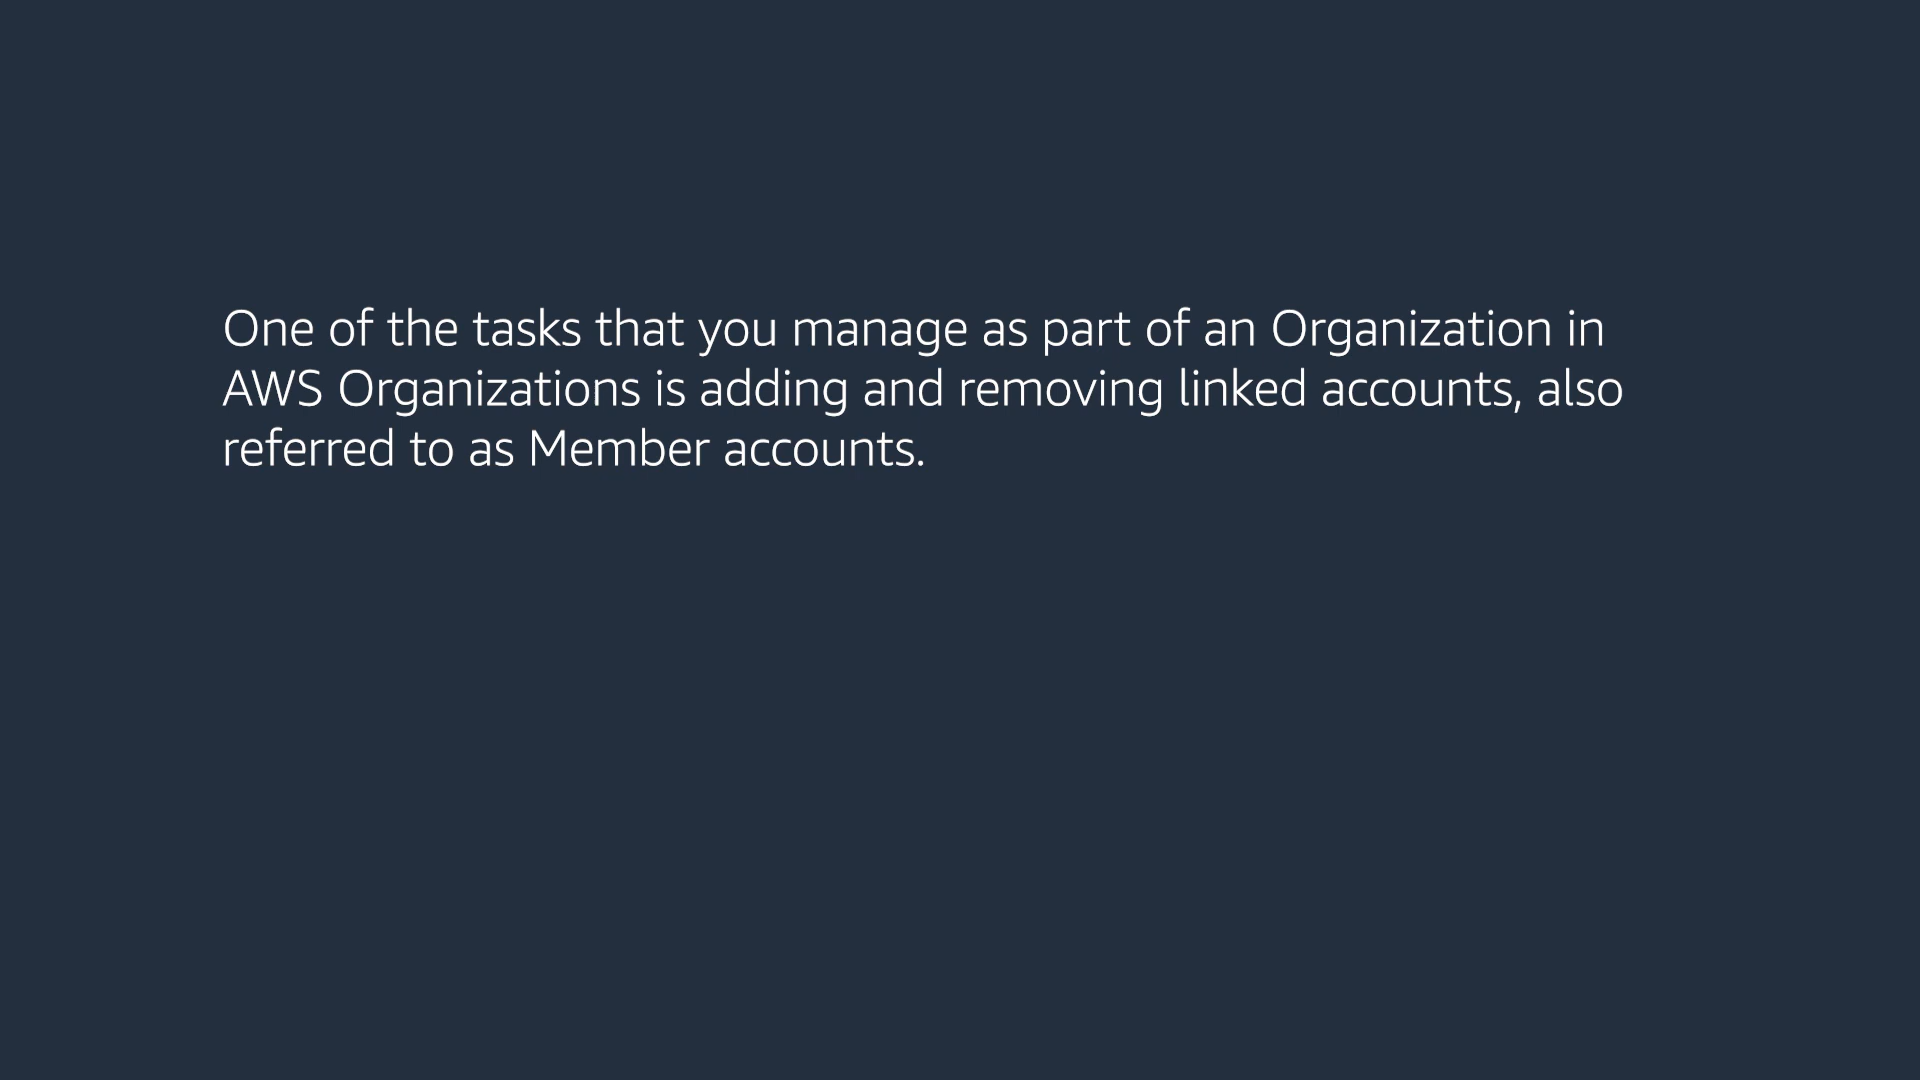 One of the tasks that you manage as part of an Organization in
AWS Organizations is adding and removing linked accounts, also
referred to as Member accounts.